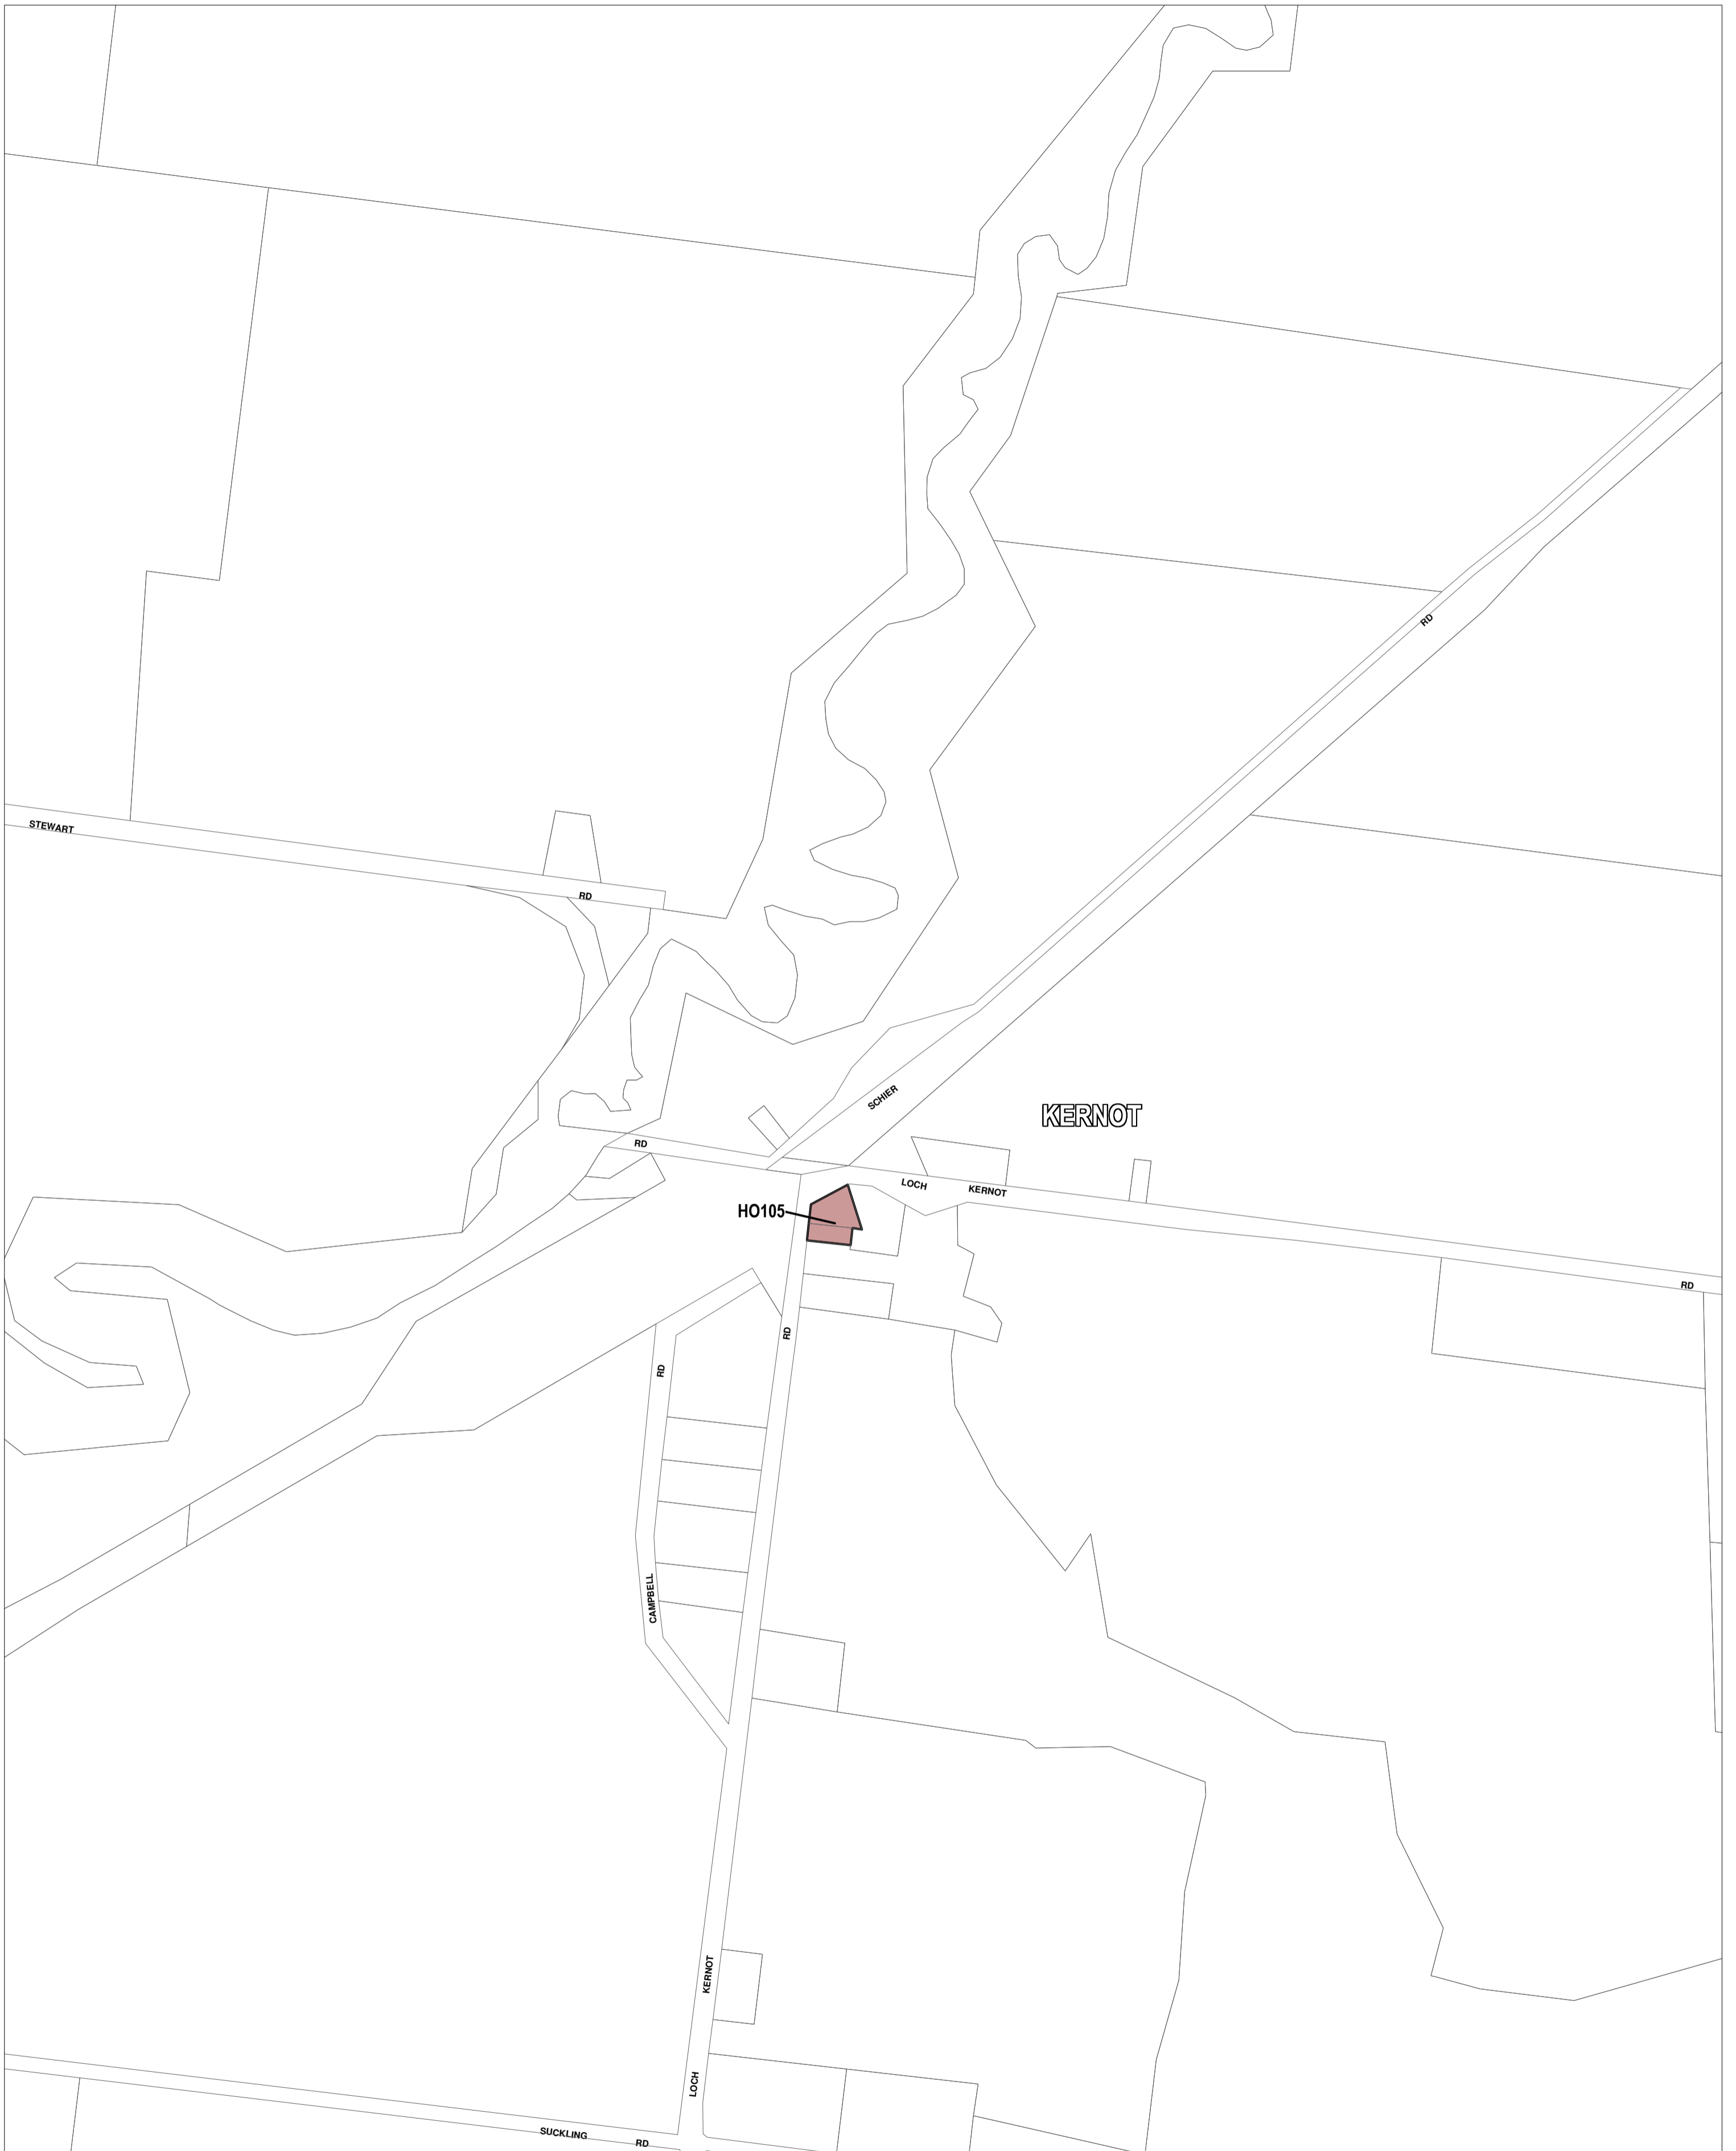 RD
STEWART
RD
SCHIER
KERNOT
RD
LOCH
KERNOT
HO105
RD
RD
RD
CAMPBELL
KERNOT
LOCH
SUCKLING
RD